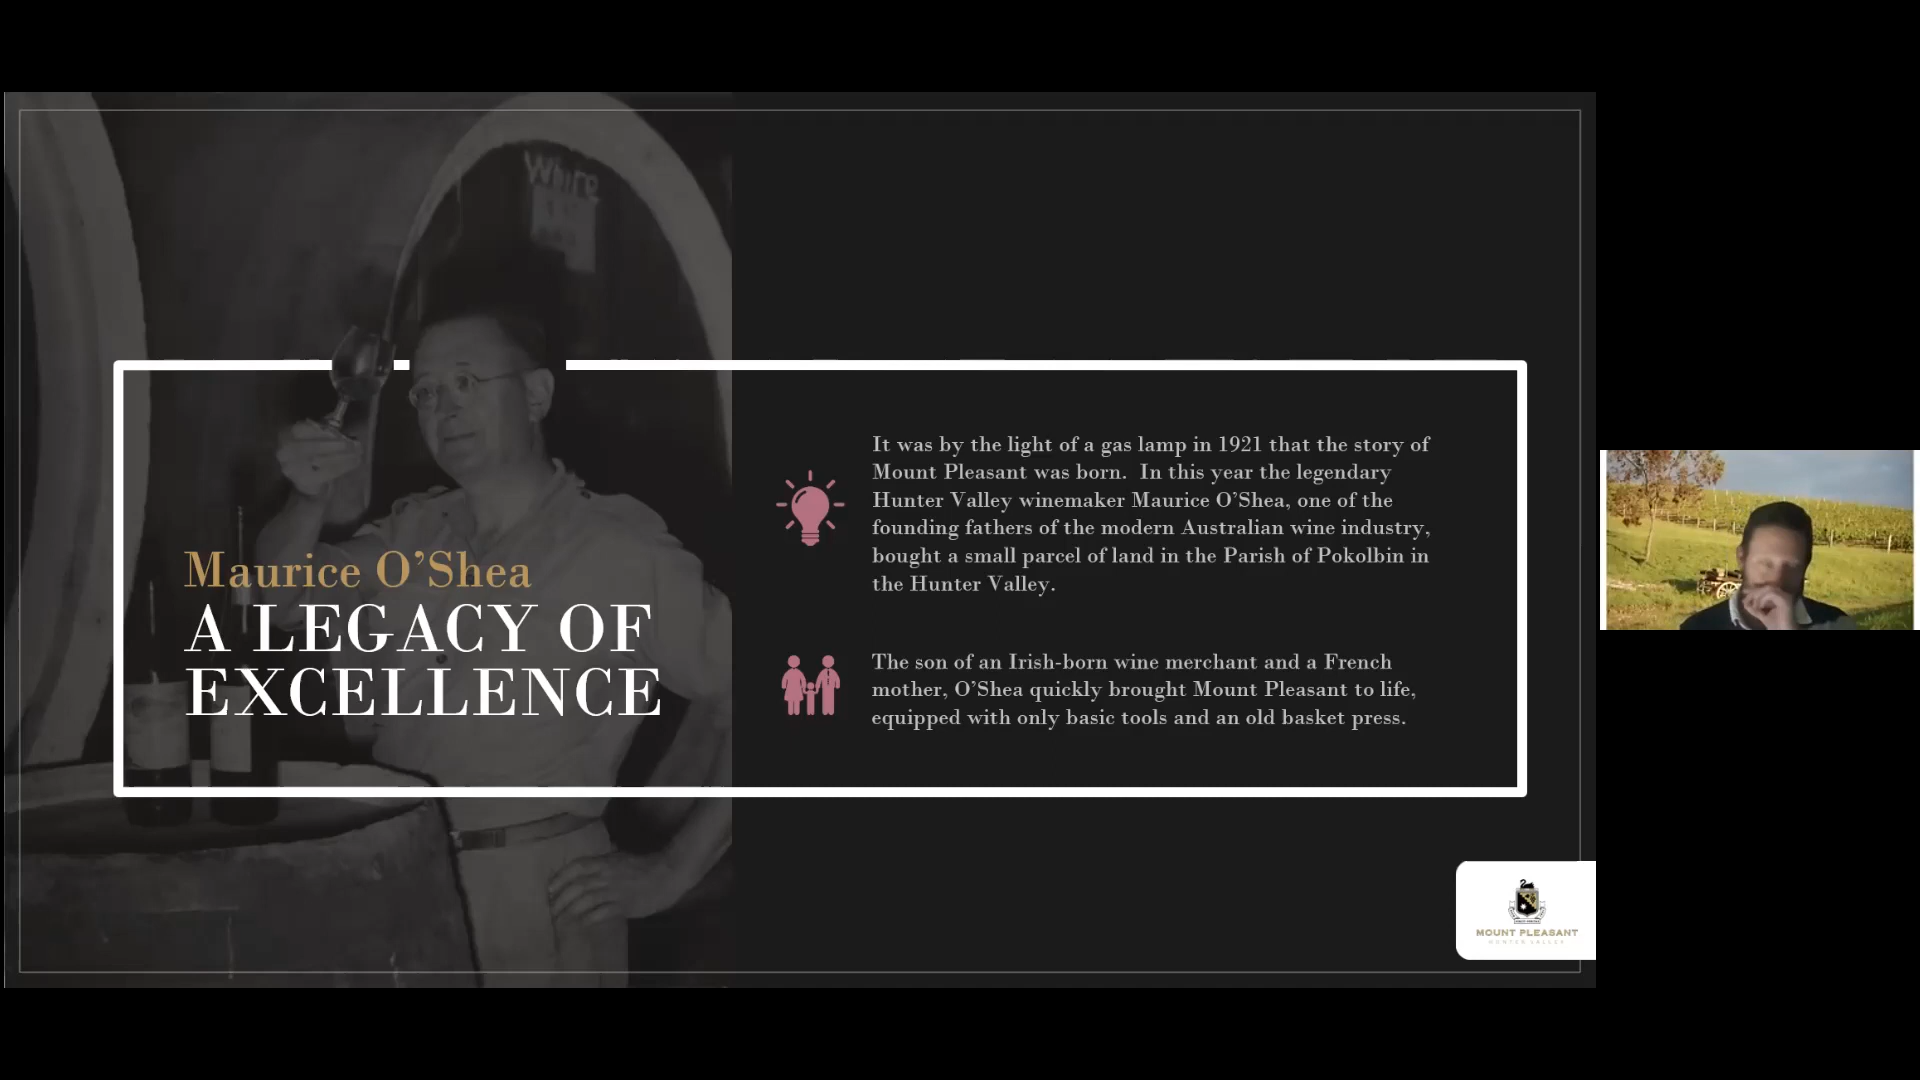 White
Maurice O’Shea
A LEGACY OF
EXCELLENCE
It was by the light of a gas lamp in 1921 that the story of
Mount Pleasant was born.  In this year the legendary
Hunter Valley winemaker Maurice O’Shea, one of the
founding fathers of the modern Australian wine industry,
bought a small parcel of land in the Parish of Pokolbin in
the Hunter Valley.
The son of an Irish-born wine merchant and a French
mother, O’Shea quickly brought Mount Pleasant to life,
equipped with only basic tools and an old basket press.
MOUNT PLEASANT
HUNTER VALLEY